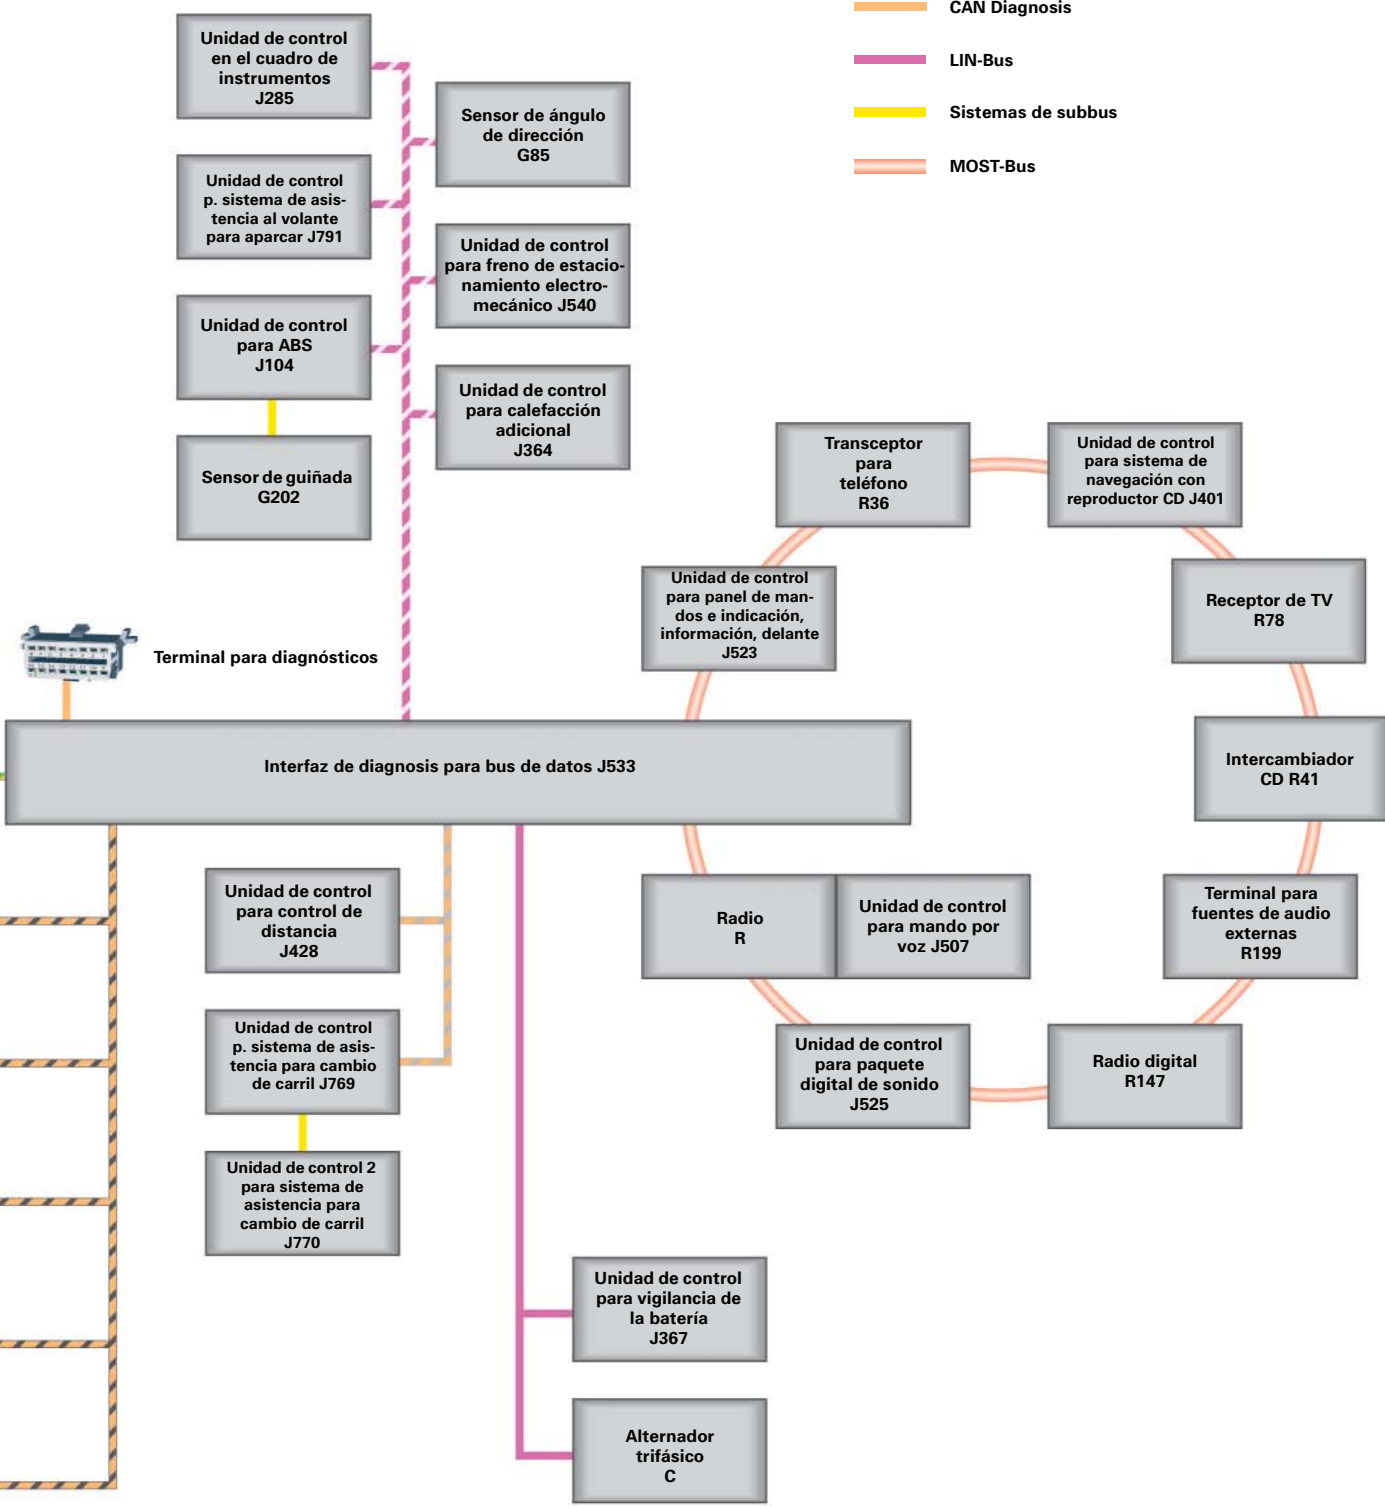 CAN Diagnosis
LIN-Bus
Sistemas de subbus
MOST-Bus
Unidad de control
en el cuadro de
instrumentos
J285
Sensor de ángulo
de dirección
G85
Unidad de control
p. sistema de asis-
tencia al volante
para aparcar J791
Unidad de control
para freno de estacio-
namiento electro-
mecánico J540
Unidad de control
para ABS
J104
Unidad de control
para calefacción
adicional
J364
Sensor de guiñada
G202
Transceptor
para
teléfono
R36
Unidad de control
para sistema de
navegación con
reproductor CD J401
Unidad de control
para panel de man-
dos e indicación,
información, delante
J523
Receptor de TV
R78
Terminal para diagnósticos
Interfaz de diagnosis para bus de datos J533
Intercambiador
CD R41
Unidad de control
para control de
distancia
J428
Radio
R
Unidad de control
para mando por
voz J507
Terminal para
fuentes de audio
externas
R199
Unidad de control
p. sistema de asis-
tencia para cambio
de carril J769
Unidad de control
para paquete
digital de sonido
J525
Radio digital
R147
Unidad de control 2
para sistema de
asistencia para
cambio de carril
J770
Unidad de control
para vigilancia de
la batería
J367
Alternador
trifásico
C